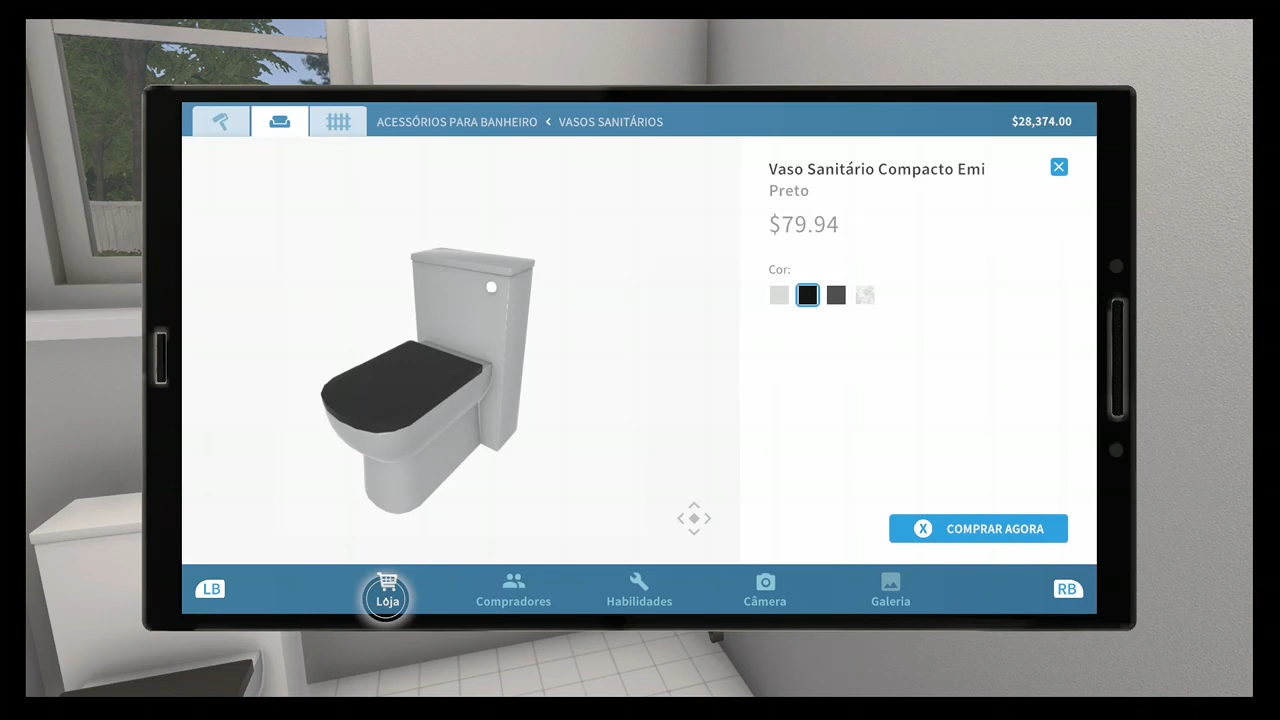 ACESSÓRIOS PARA BANHEIRO < VASOS SANITÁRIOS
$28,374.00
Vaso Sanitário Compacto Emi
Preto
$79.94
Cor:
X COMPRAR AGORA
LB
Loja
Compradores
Habilidades
Câmera
Galeria
RB